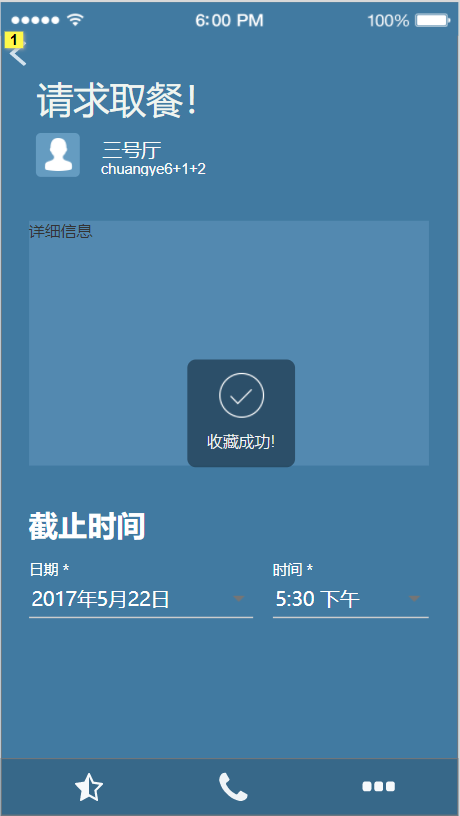 6:00 PM 100%
1
请求取餐!
三号厅
chuangye6+1+2
详细信息
收藏成功!
截止时间
日期 * 时间 *
2017年5月22日 5:30 下午